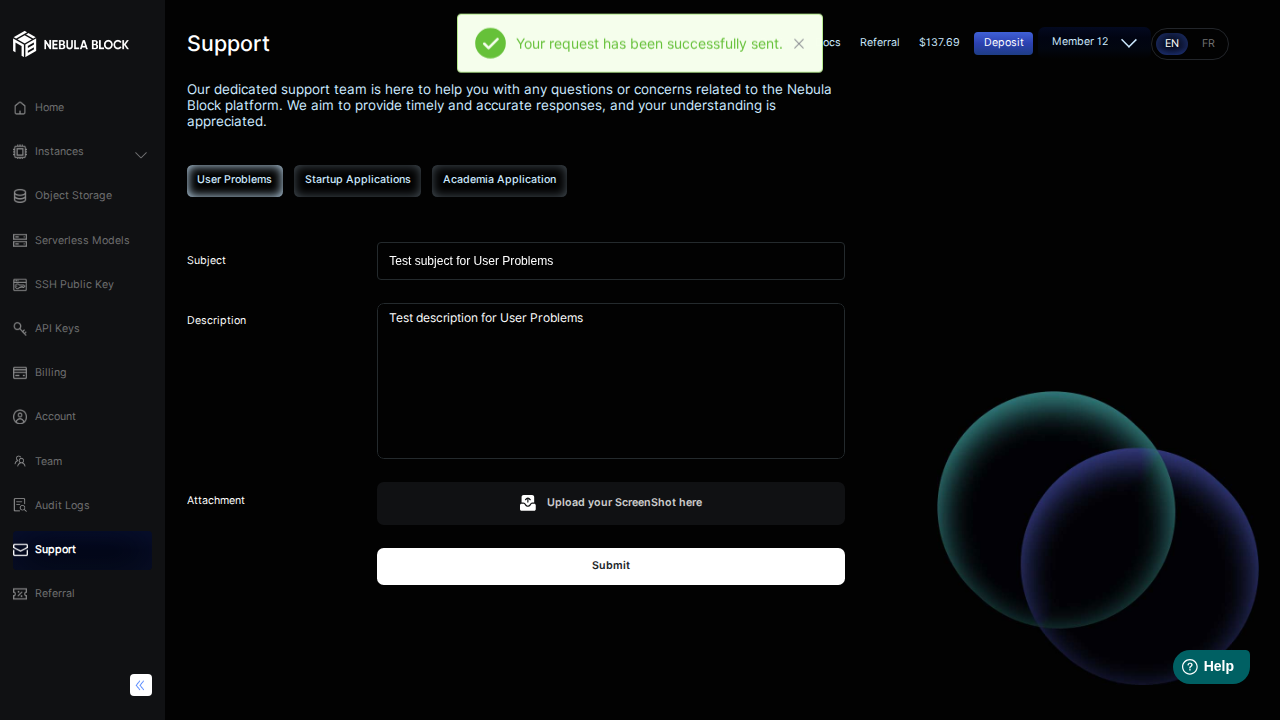 NEBULA BLOCK
Home
Instances
Object Storage
Serverless Models
SSH Public Key
API Keys
Billing
Account
Team
Audit Logs
Support
Referral
Support
Your request has been successfully sent.
ocs
Referral
$137.69
Deposit
Member 12
EN
FR
Our dedicated support team is here to help you with any questions or concerns related to the Nebula
Block platform. We aim to provide timely and accurate responses, and your understanding is
appreciated.
User Problems
Startup Applications
Academia Application
Subject
Test subject for User Problems
Description
Test description for User Problems
Attachment
Upload your ScreenShot here
Submit
Help